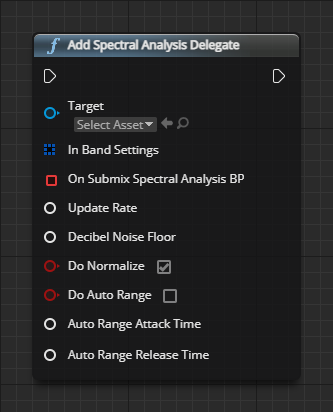 Add Spectral Analysis Delegate
Target
Select Asset
In Band Settings
On Submix Spectral Analysis BP
Update Rate
Decibel Noise Floor
Do Normalize
Do Auto Range
Auto Range Attack Time
Auto Range Release Time